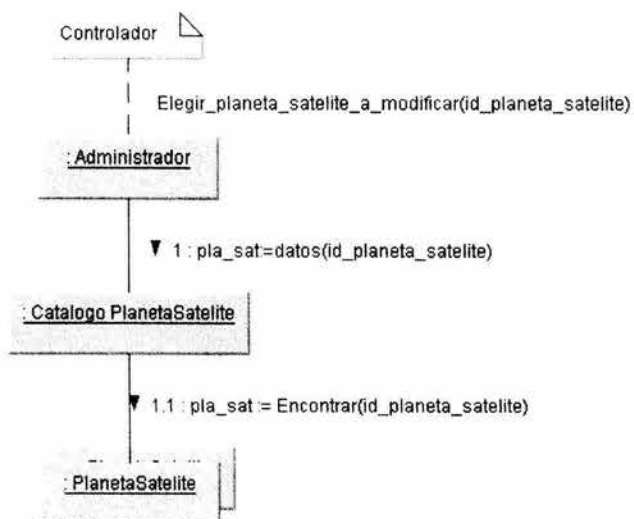 Controlador
Elegir_planeta_satelite_a_modificar(id_planeta_satelite)
: Administrador
1 : pla_sat:=datos(id_planeta_satelite)
: Catalogo PlanetaSatelite
1.1 : pla_sat := Encontrar(id_planeta_satelite)
: PlanetaSatelite